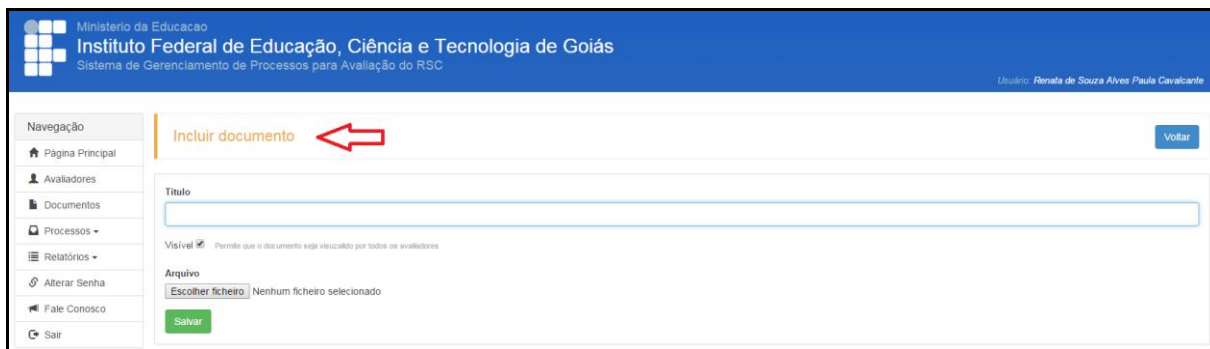 Ministerio da Educacao
Instituto Federal de Educação, Ciência e Tecnologia de Goiás
Sistema de Gerenciamento de Processos para Avaliação do RSC
Usuário: Renata de Souza Alves Paula Cavalcante
Navegação
Página Principal
Avaliadores
Documentos
Processos
Relatórios
Alterar Senha
Fale Conosco
Sair
Incluir documento
Voltar
Título
Visível Permite que o documento seja visuzalido por todos os avaliadores
Arquivo
Escolher ficheiro Nenhum ficheiro selecionado
Salvar